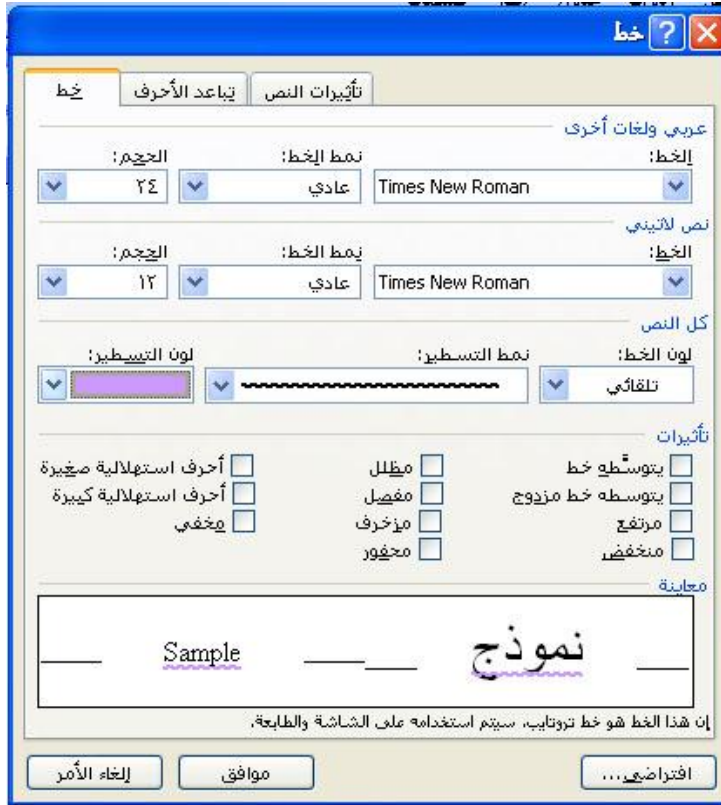 خط ?
خط تباعد الأحرف تأثيرات النص
عربي ولغات أخرى
الخط: نمط الخط: الحجم:
Times New Roman عادي ٢٤
نص لاتيني
الخط: نمط الخط: الحجم:
Times New Roman عادي ١٢
كل النص
لون الخط: نمط التسطير: لون التسطير:
تلقائي
تأثيرات
يتوسطه خط مظلل أحرف استهلالية صغيرة
يتوسطه خط مزدوج مفصل أحرف استهلالية كبيرة
مرتفع مزخرف مخفي
منخفض محفور
معاينة
نموذج Sample
إن هذا الخط هو خط تروتايب، سيتم استخدامه على الشاشة والطابعة.
افتراضي... موافق إلغاء الأمر